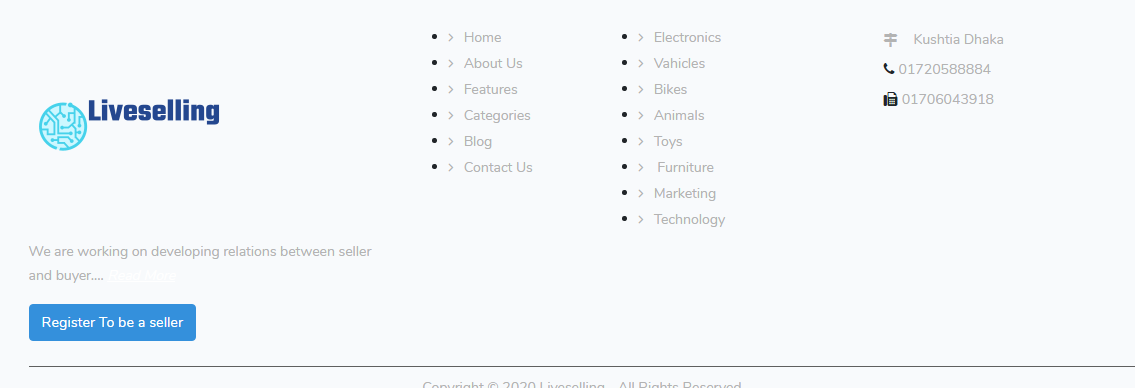 Liveselling
We are working on developing relations between seller
and buyer.... Read More
Register To be a seller
Home
About Us
Features
Categories
Blog
Contact Us
Electronics
Vahicles
Bikes
Animals
Toys
Furniture
Marketing
Technology
Kushtia Dhaka
01720588884
01706043918
Copyright © 2020 Liveselling - All Rights Reserved